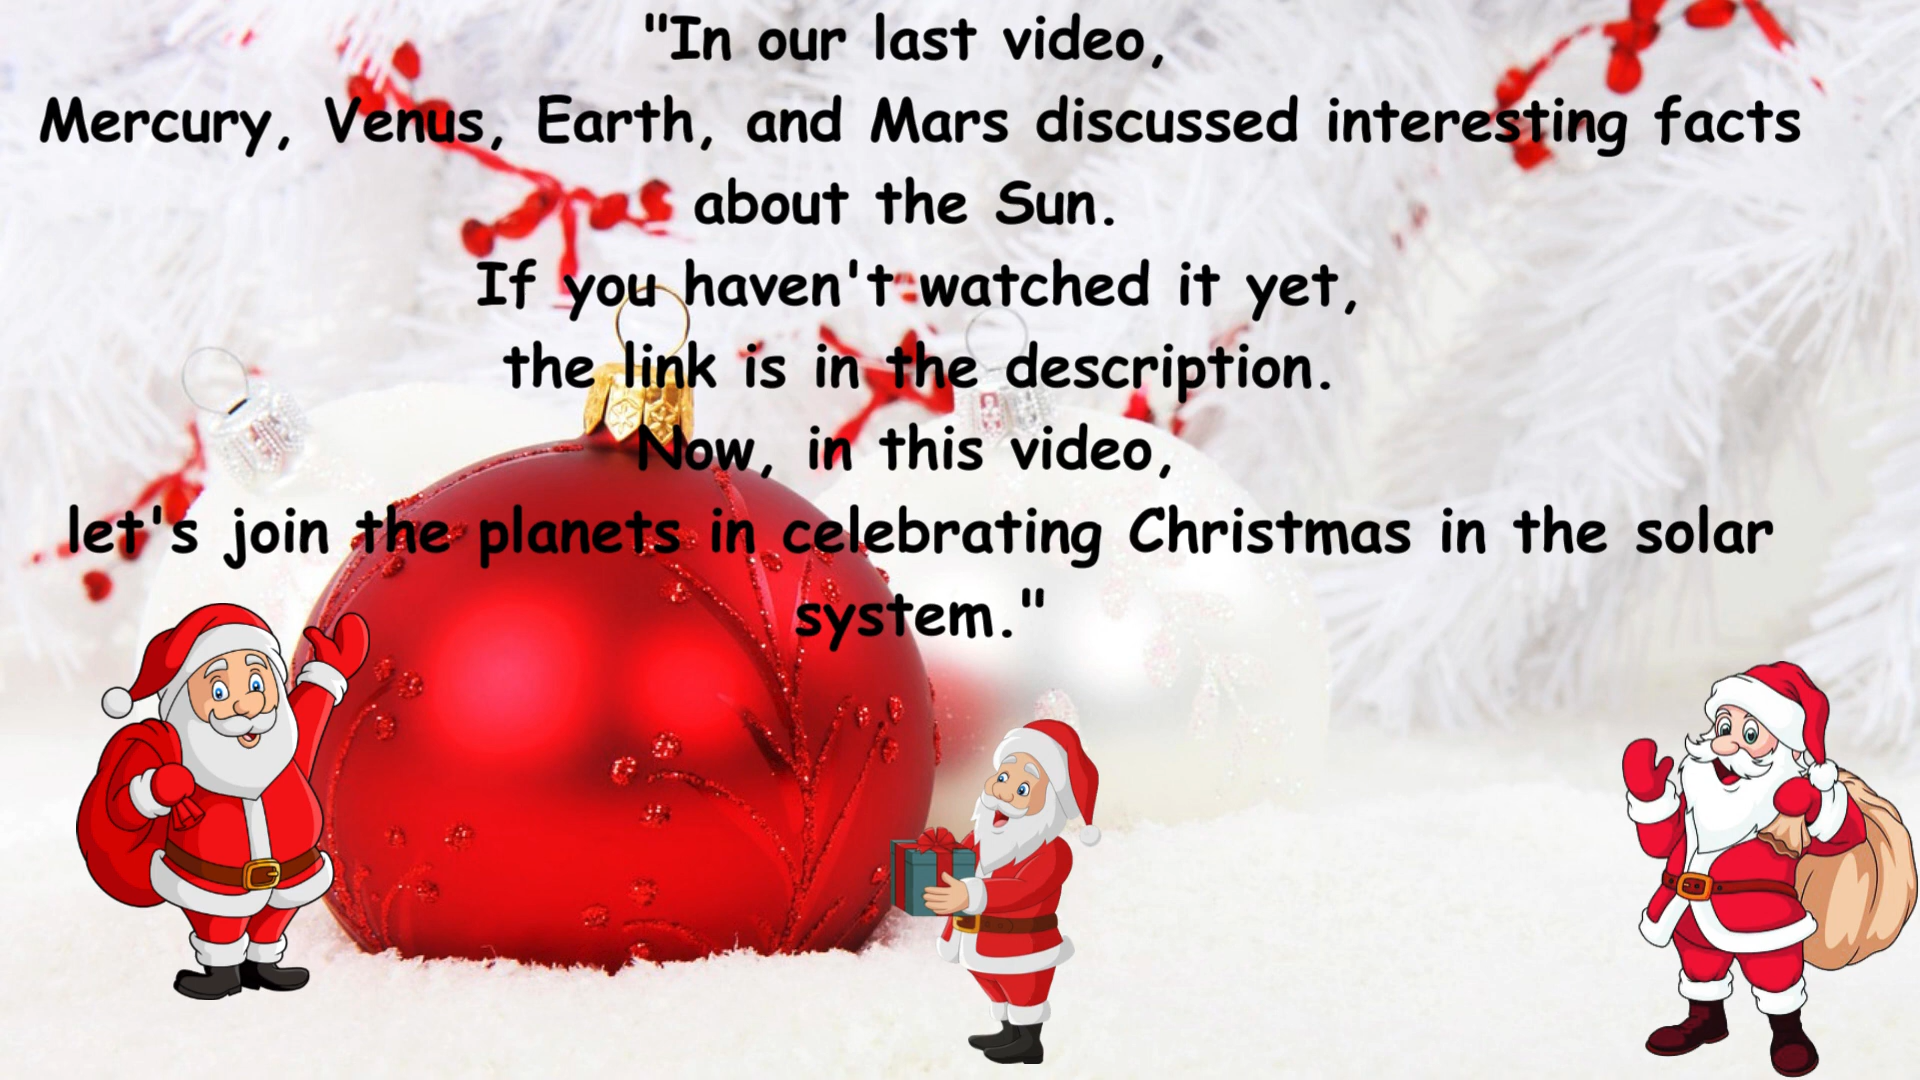 "In our last video,
Mercury, Venus, Earth, and Mars discussed interesting facts
about the Sun.
If you haven't watched it yet,
the link is in the description.
Now, in this video,
let's join the planets in celebrating Christmas in the solar
system."